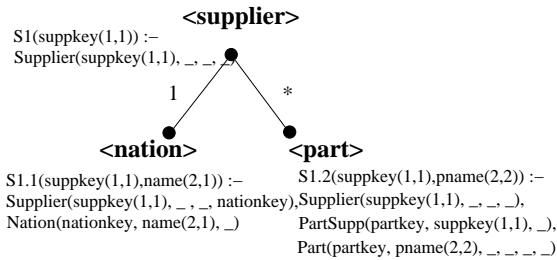 <supplier>
S1(suppkey(1,1)) :−
Supplier(suppkey(1,1), _, _, _)
1
*
<nation>
<part>
S1.1(suppkey(1,1),name(2,1)) :−
Supplier(suppkey(1,1), _ , _, nationkey),
Nation(nationkey, name(2,1), _)
S1.2(suppkey(1,1),pname(2,2)) :−
Supplier(suppkey(1,1), _, _, _),
PartSupp(partkey, suppkey(1,1), _),
Part(partkey, pname(2,2), _, _, _, _)